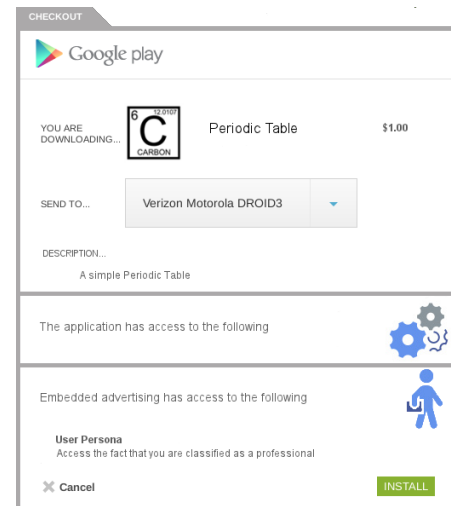 CHECKOUT
Google play
YOU ARE
DOWNLOADING...
6 12.0107
C
CARBON
Periodic Table
$1.00
SEND TO...
Verizon Motorola DROID3
DESCRIPTION...
A simple Periodic Table
The application has access to the following
Embedded advertising has access to the following
User Persona
Access the fact that you are classified as a professional
Cancel
INSTALL